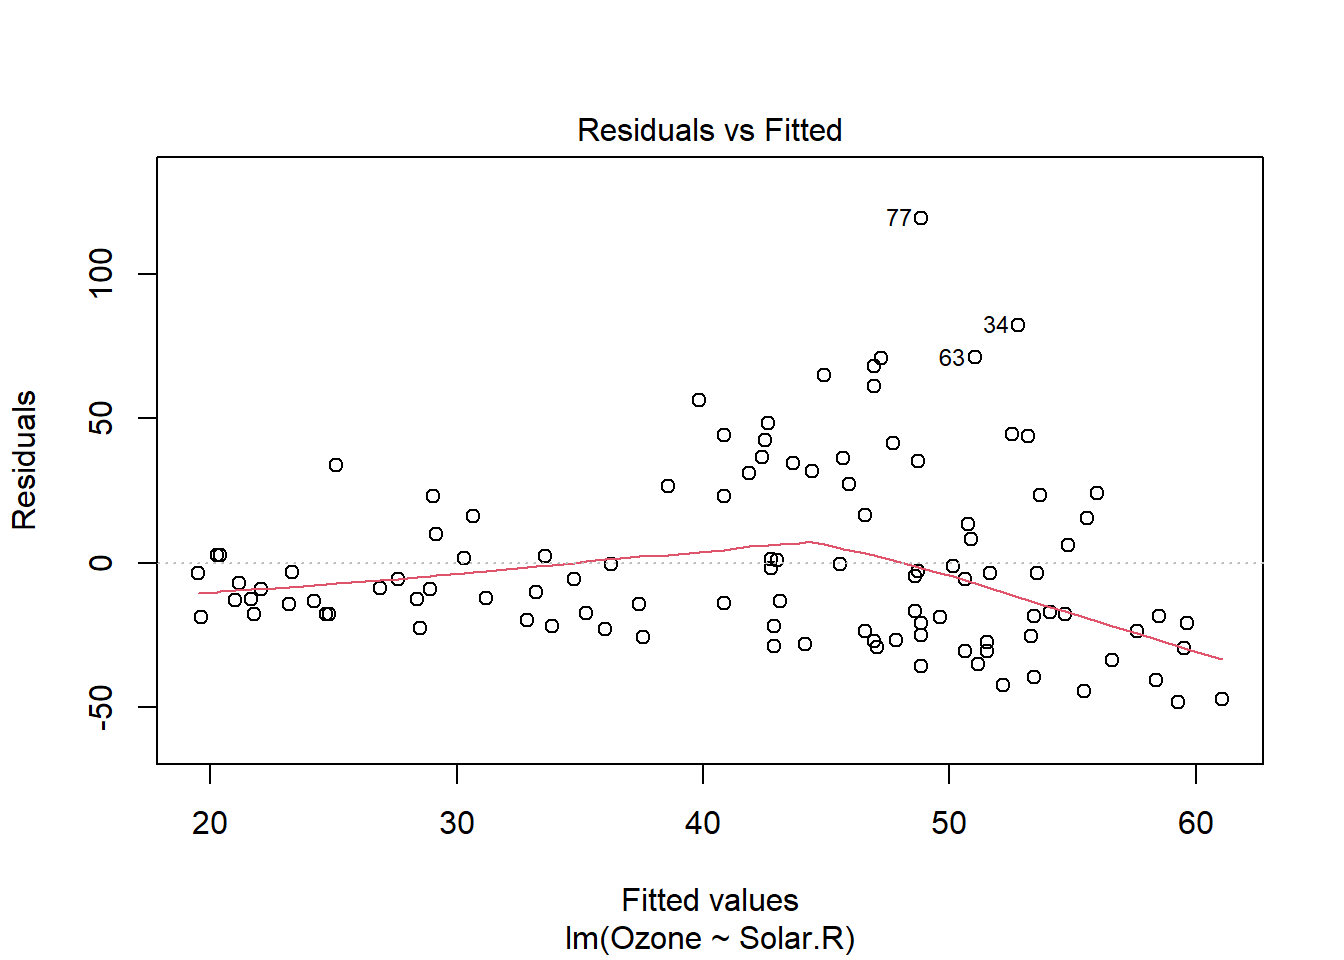 Residuals vs Fitted
Residuals
100
50
0
-50
77
34
63
20 30 40 50 60
Fitted values
lm(Ozone ~ Solar.R)